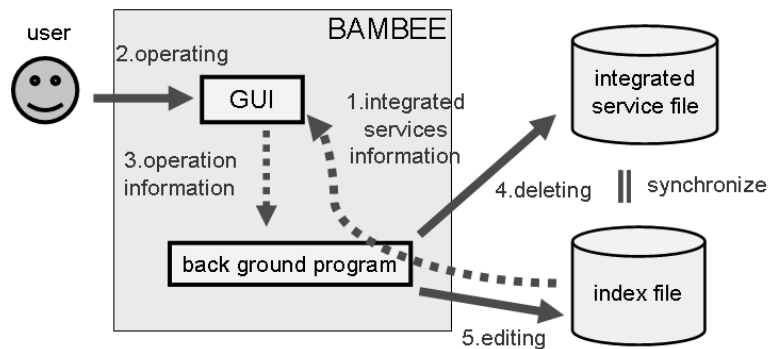 user
BAMBEE
2.operating
GUI
1.integrated
services
information
3.operation
information
back ground program
integrated
service file
4.deleting
synchronize
index file
5.editing